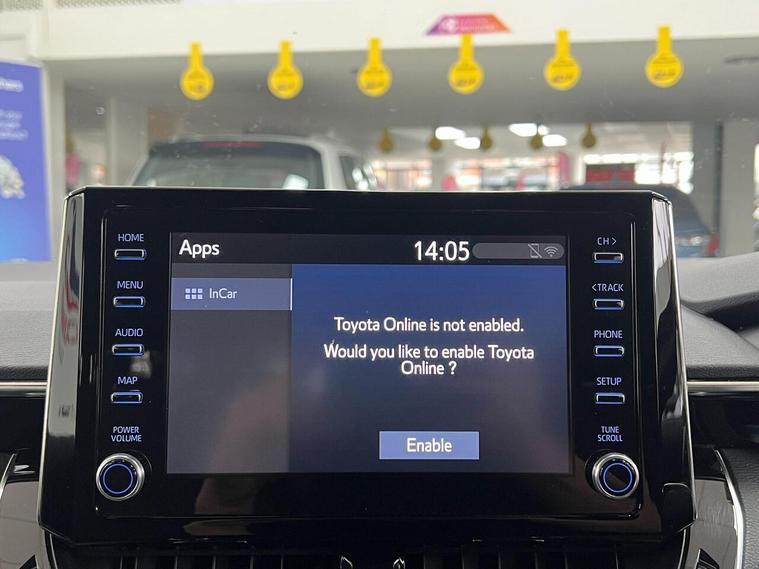 HOME
MENU
AUDIO
MAP
POWER
VOLUME
Apps
14:05
InCar
Toyota Online is not enabled.
Would you like to enable Toyota
Online ?
Enable
CH >
<TRACK
PHONE
SETUP
TUNE
SCROLL